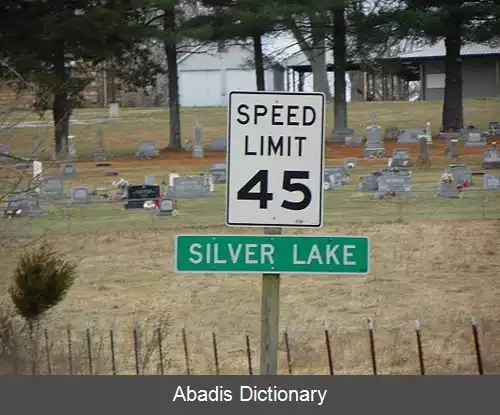 SPEED
LIMIT
45
SILVER LAKE
Abadis Dictionary